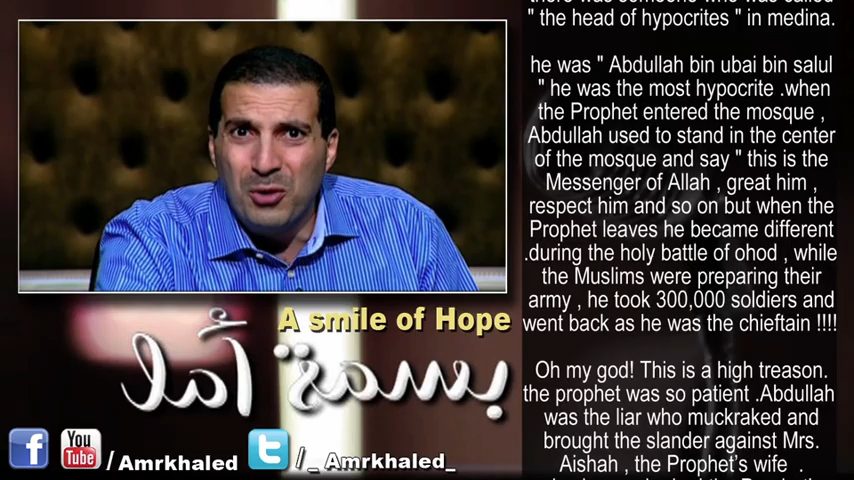 " the head of hypocrites " in medina.
he was " Abdullah bin ubai bin salul
" he was the most hypocrite .when
the Prophet entered the mosque ,
Abdullah used to stand in the center
of the mosque and say " this is the
Messenger of Allah , great him ,
respect him and so on but when the
Prophet leaves he became different
.during the holy battle of ohod , while
the Muslims were preparing their
army , he took 300,000 soldiers and
went back as he was the chieftain !!!!
Oh my god! This is a high treason.
the prophet was so patient .Abdullah
was the liar who muckraked and
brought the slander against Mrs.
Aishah , the Prophet's wife .
A smile of Hope
بسمة أمل
f
You
Tube
/ Amrkhaled
/_ Amrkhaled_